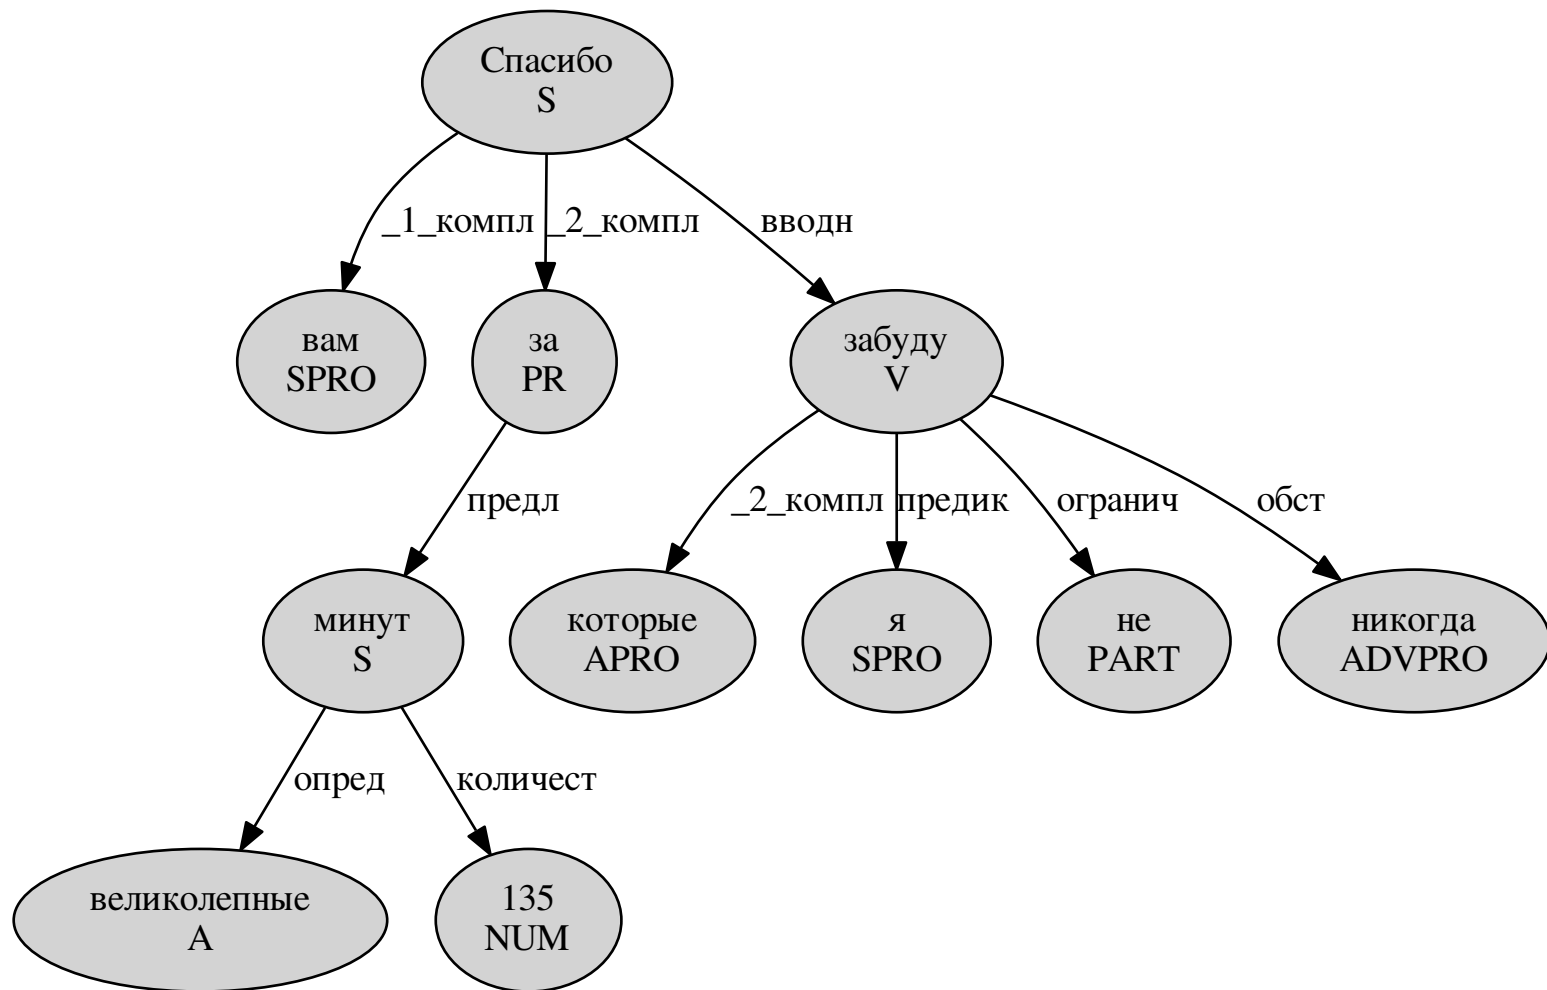 Спасибо
S
_1_компл
_2_компл
вводн
вам
SPRO
за
PR
забуду
V
предл
_2_компл
предик
огранич
обст
минут
S
которые
APRO
я
SPRO
не
PART
никогда
ADVPRO
опред
количест
великолепные
A
135
NUM